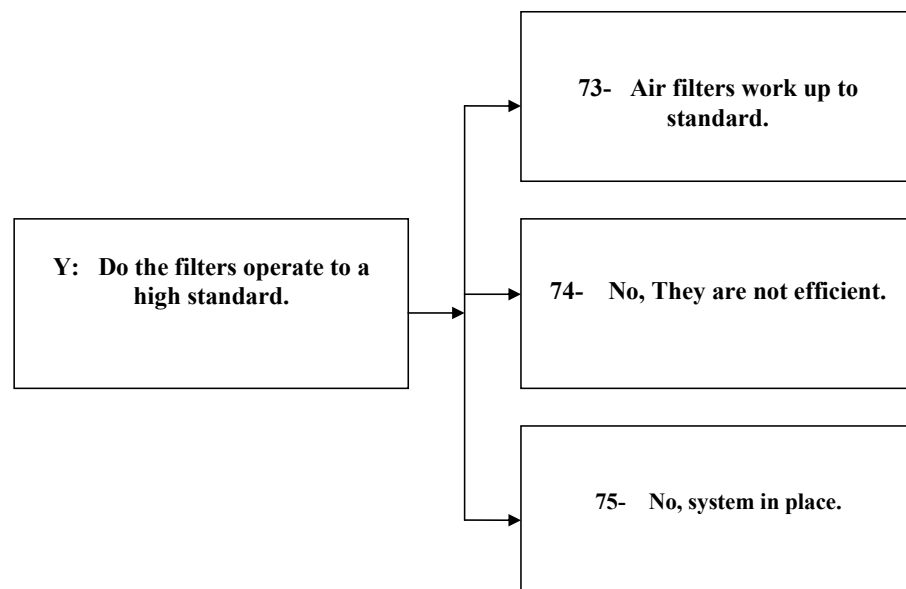 73- Air filters work up to
standard.
Y: Do the filters operate to a
high standard.
74- No, They are not efficient.
75- No, system in place.